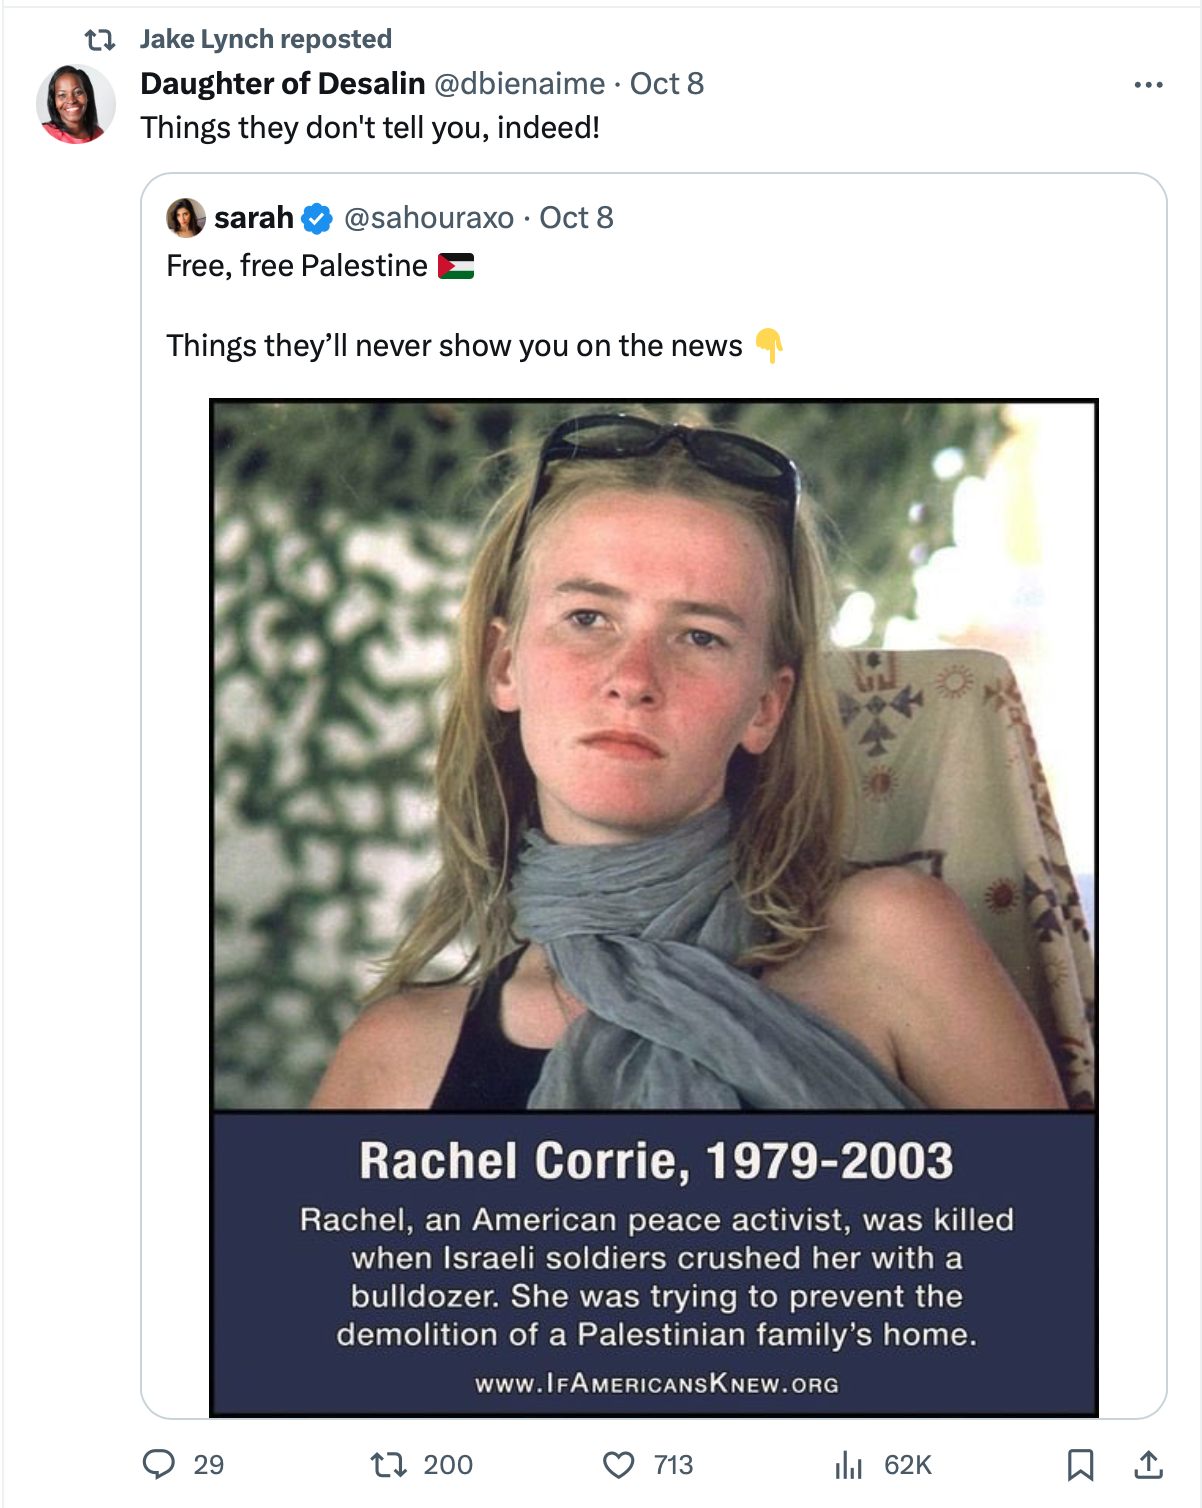 Jake Lynch reposted
Daughter of Desalin @dbienaime · Oct 8
Things they don't tell you, indeed!
sarah @sahouraxo · Oct 8
Free, free Palestine 🇵🇸
Things they’ll never show you on the news 👇
Rachel Corrie, 1979-2003
Rachel, an American peace activist, was killed
when Israeli soldiers crushed her with a
bulldozer. She was trying to prevent the
demolition of a Palestinian family’s home.
www.IfAmericansKnew.org
29 200 713 62K